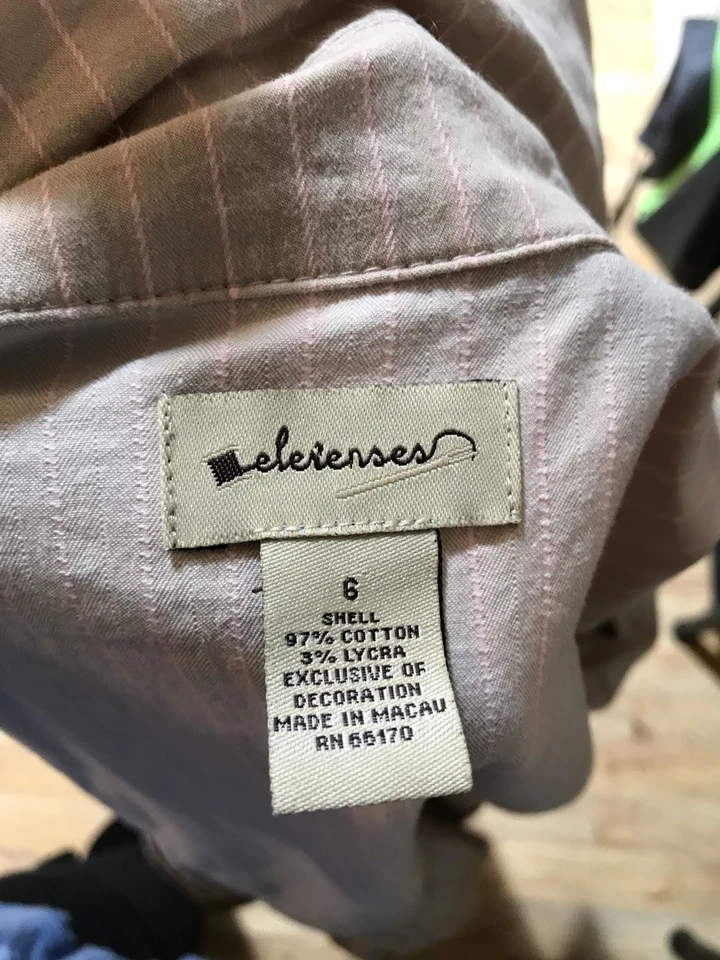 elevenses
6
SHELL
97% COTTON
3% LYCRA
EXCLUSIVE OF
DECORATION
MADE IN MACAU
RN 66170